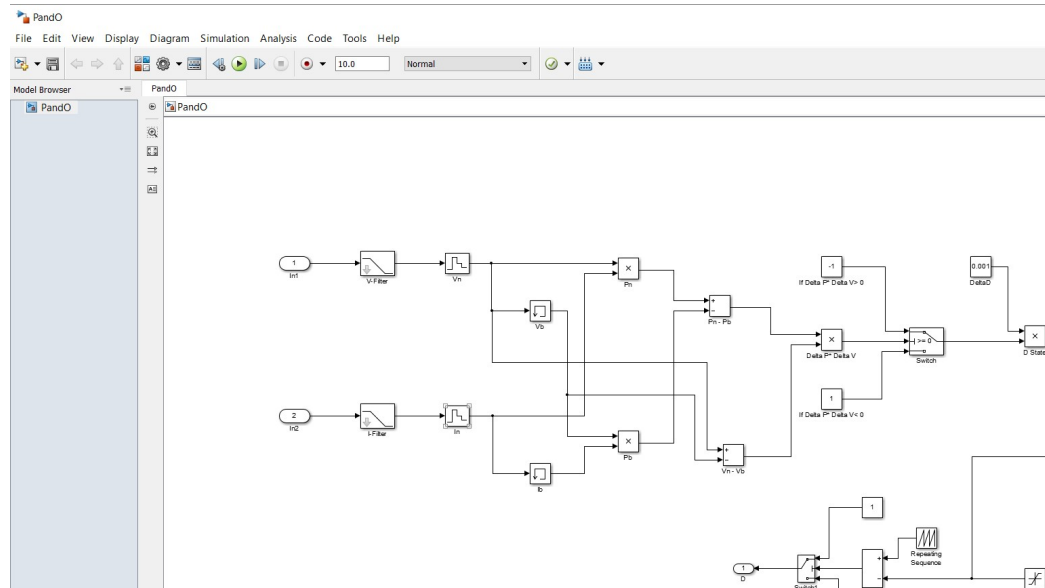 PandO
File Edit View Display Diagram Simulation Analysis Code Tools Help
10.0 Normal
Model Browser PandO
PandO PandO
1
In1
V-Filter
Vn
Vb
×
Pn
+
−
Pn - Pb
-1
If Delta P* Delta V> 0
0.001
DeltaD
×
Delta P* Delta V
>= 0
Switch
×
D State
2
In2
I-Filter
In
Ib
×
Pb
1
If Delta P* Delta V< 0
+
−
Vn - Vb
1
Repeating
Sequence
+
−
1
D
Switch1